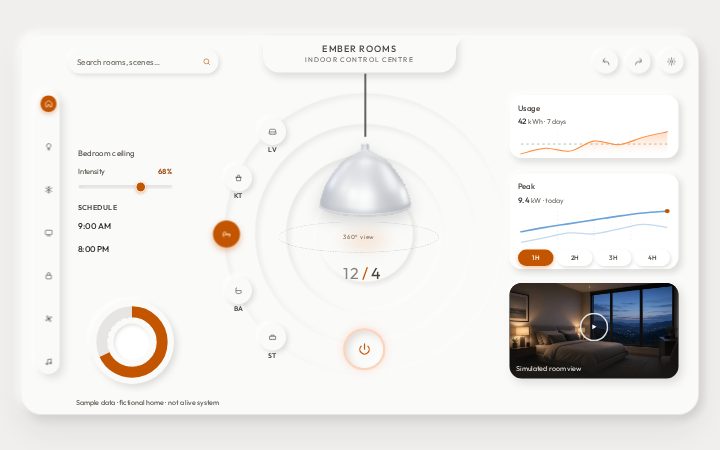 EMBER ROOMS
INDOOR CONTROL CENTRE
Search rooms, scenes...
LV
KT
BA
ST
Bedroom ceiling
Intensity 68%
SCHEDULE
9:00 AM
8:00 PM
360° view
12 / 4
Usage
42 kWh · 7 days
Peak
9.4 kW · today
1H 2H 3H 4H
Simulated room view
Sample data · fictional home · not a live system